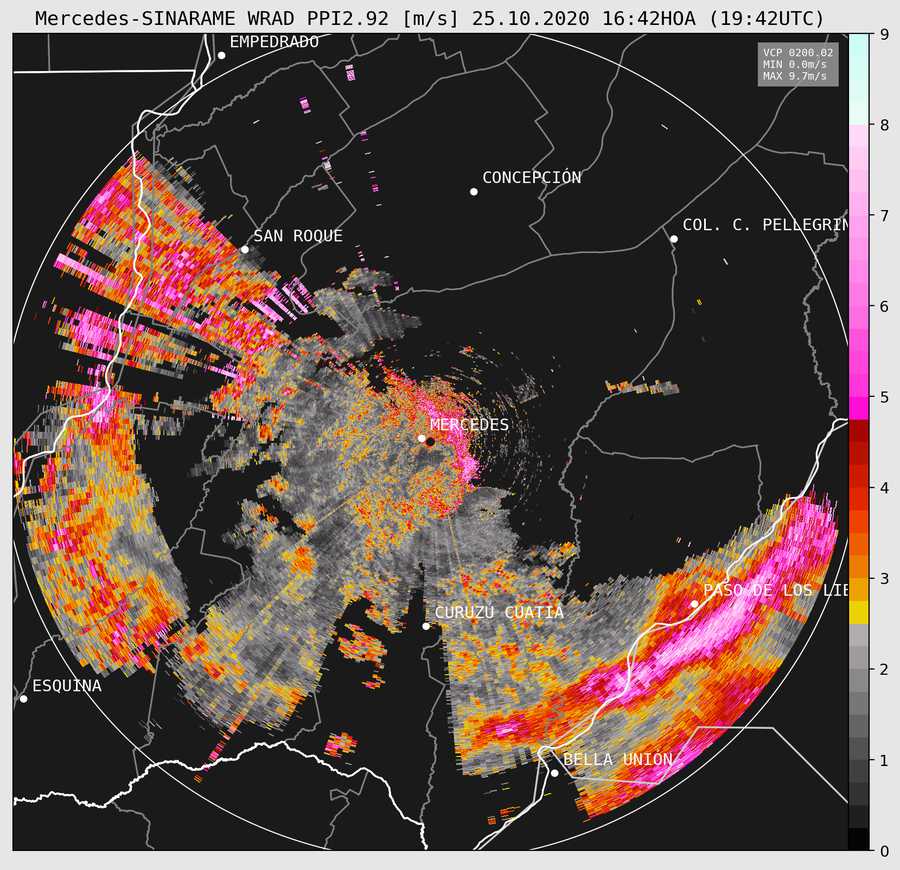 Mercedes-SINARAME WRAD PPI2.92 [m/s] 25.10.2020 16:42HOA (19:42UTC)
EMPEDRADO
VCP 0200.02
MIN 0.0m/s
MAX 9.7m/s
CONCEPCIÓN
COL. C. PELLEGRIN
SAN ROQUE
MERCEDES
PASO DE LOS LIE
CURUZU CUATIA
ESQUINA
BELLA UNIÓN
9
8
7
6
5
4
3
2
1
0